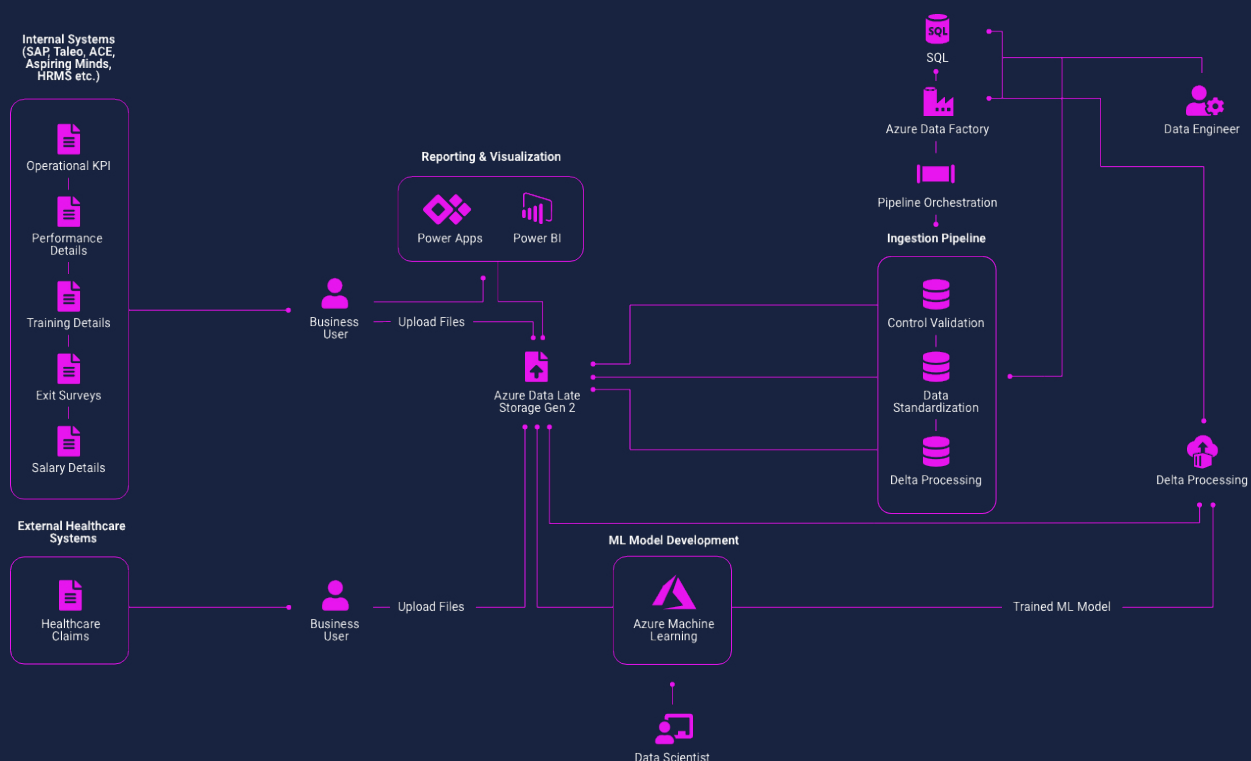 Internal Systems
(SAP, Taleo, ACE,
Aspiring Minds,
HRMS etc.)
Operational KPI
Performance
Details
Training Details
Exit Surveys
Salary Details
External Healthcare
Systems
Healthcare
Claims
Reporting & Visualization
Power Apps
Power BI
Business
User
Upload Files
Azure Data Late
Storage Gen 2
Business
User
Upload Files
SQL
SQL
Azure Data Factory
Pipeline Orchestration
Ingestion Pipeline
Control Validation
Data
Standardization
Delta Processing
Data Engineer
Delta Processing
ML Model Development
Azure Machine
Learning
Trained ML Model
Data Scientist